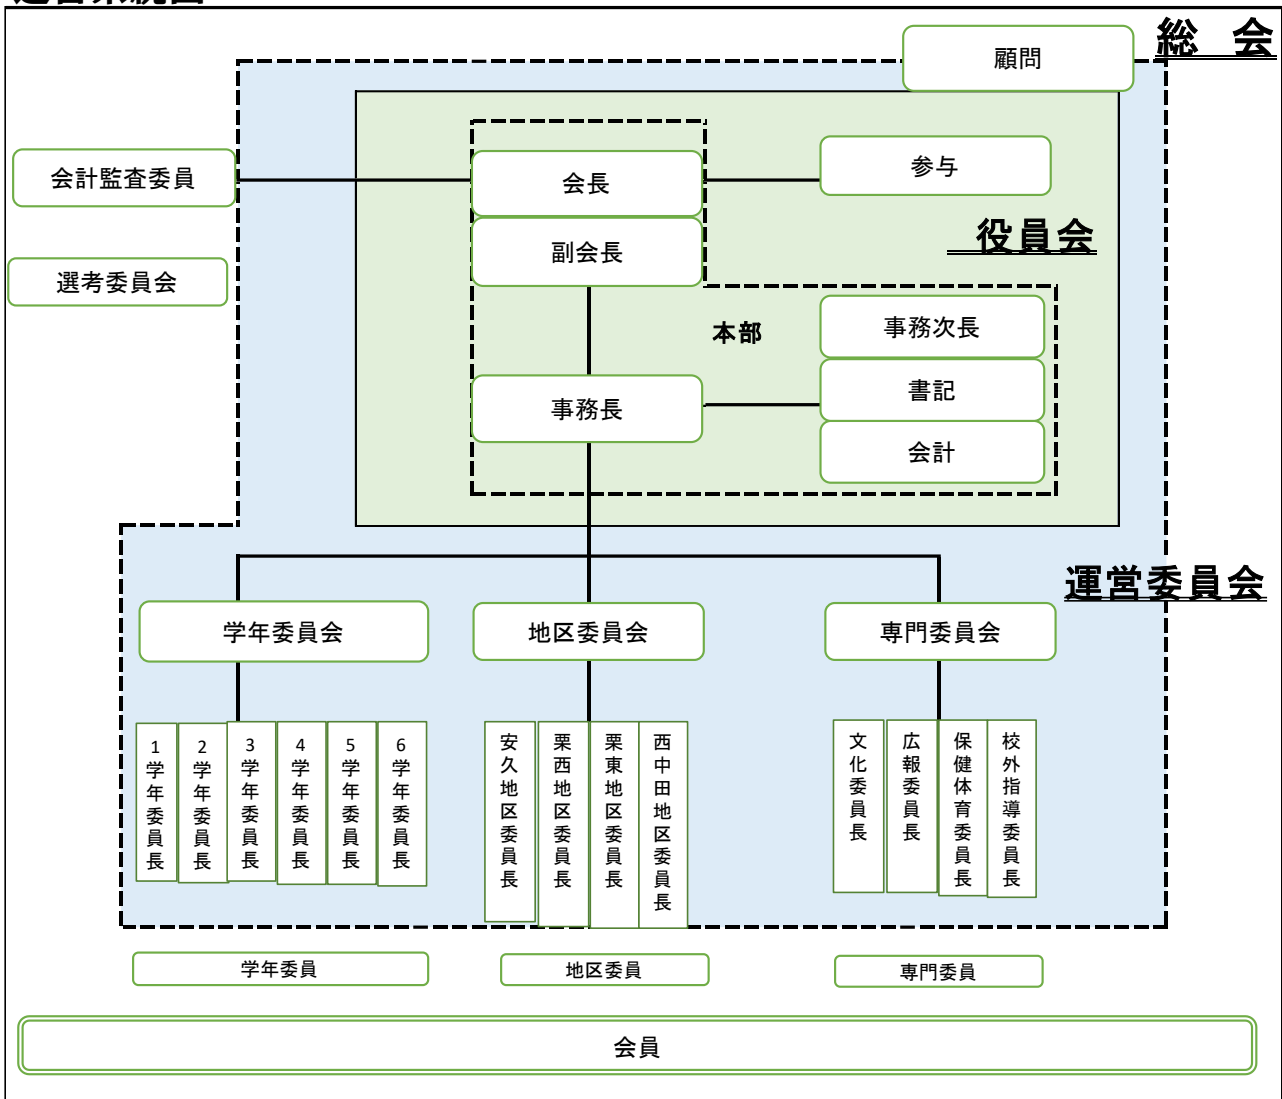 総　会
顧問
会計監査委員
会長
参与
副会長
役員会
選考委員会
本部
事務次長
事務長
書記
会計
運営委員会
学年委員会
地区委員会
専門委員会
1学年委員長
2学年委員長
3学年委員長
4学年委員長
5学年委員長
6学年委員長
安久地区委員長
栗西地区委員長
栗東地区委員長
西中田地区委員長
文化委員長
広報委員長
保健体育委員長
校外指導委員長
学年委員
地区委員
専門委員
会員